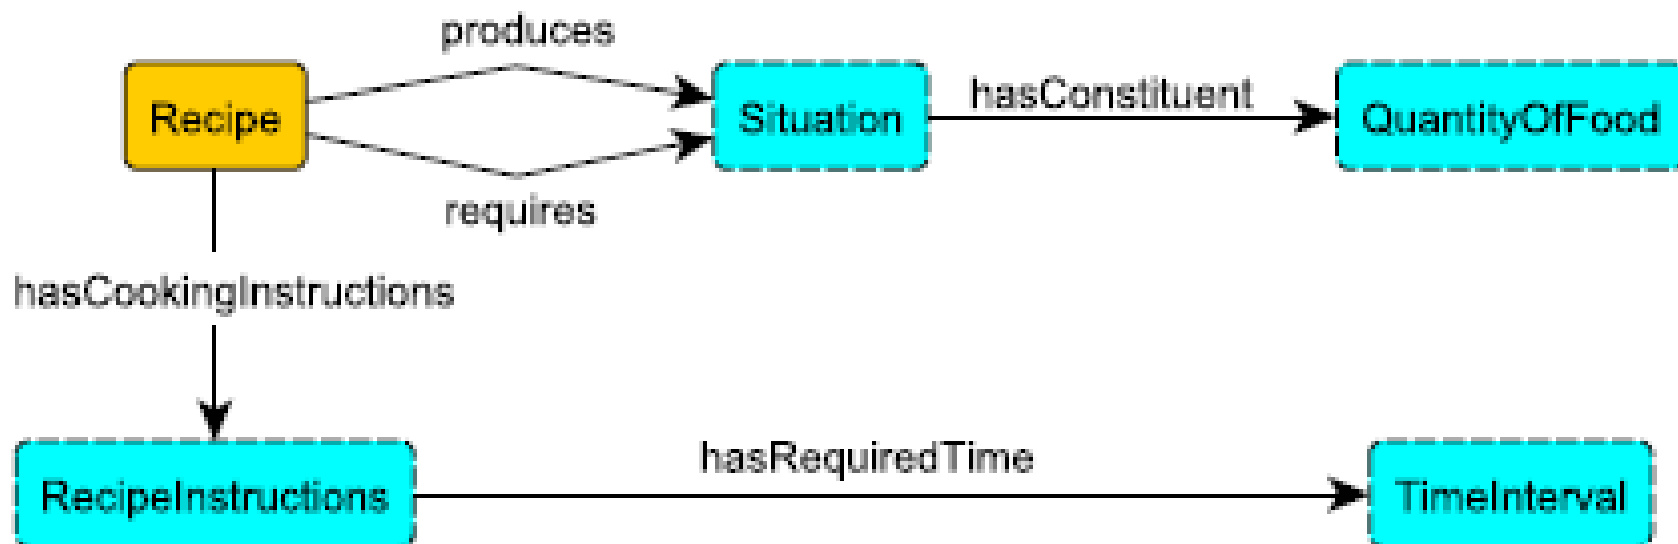 produces
Recipe
Situation
hasConstituent
QuantityOfFood
requires
hasCookingInstructions
RecipeInstructions
hasRequiredTime
TimeInterval